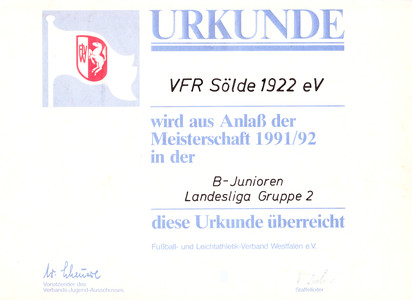 URKUNDE
VFR Sölde 1922 eV
wird aus Anlaß der
Meisterschaft 1991/92
in der
B-Junioren
Landesliga Gruppe 2
diese Urkunde überreicht
Fußball- und Leichtathletik-Verband Westfalen e.V.
Vorsitzender des
Verbands-Jugend-Ausschusses
Staffelleiter